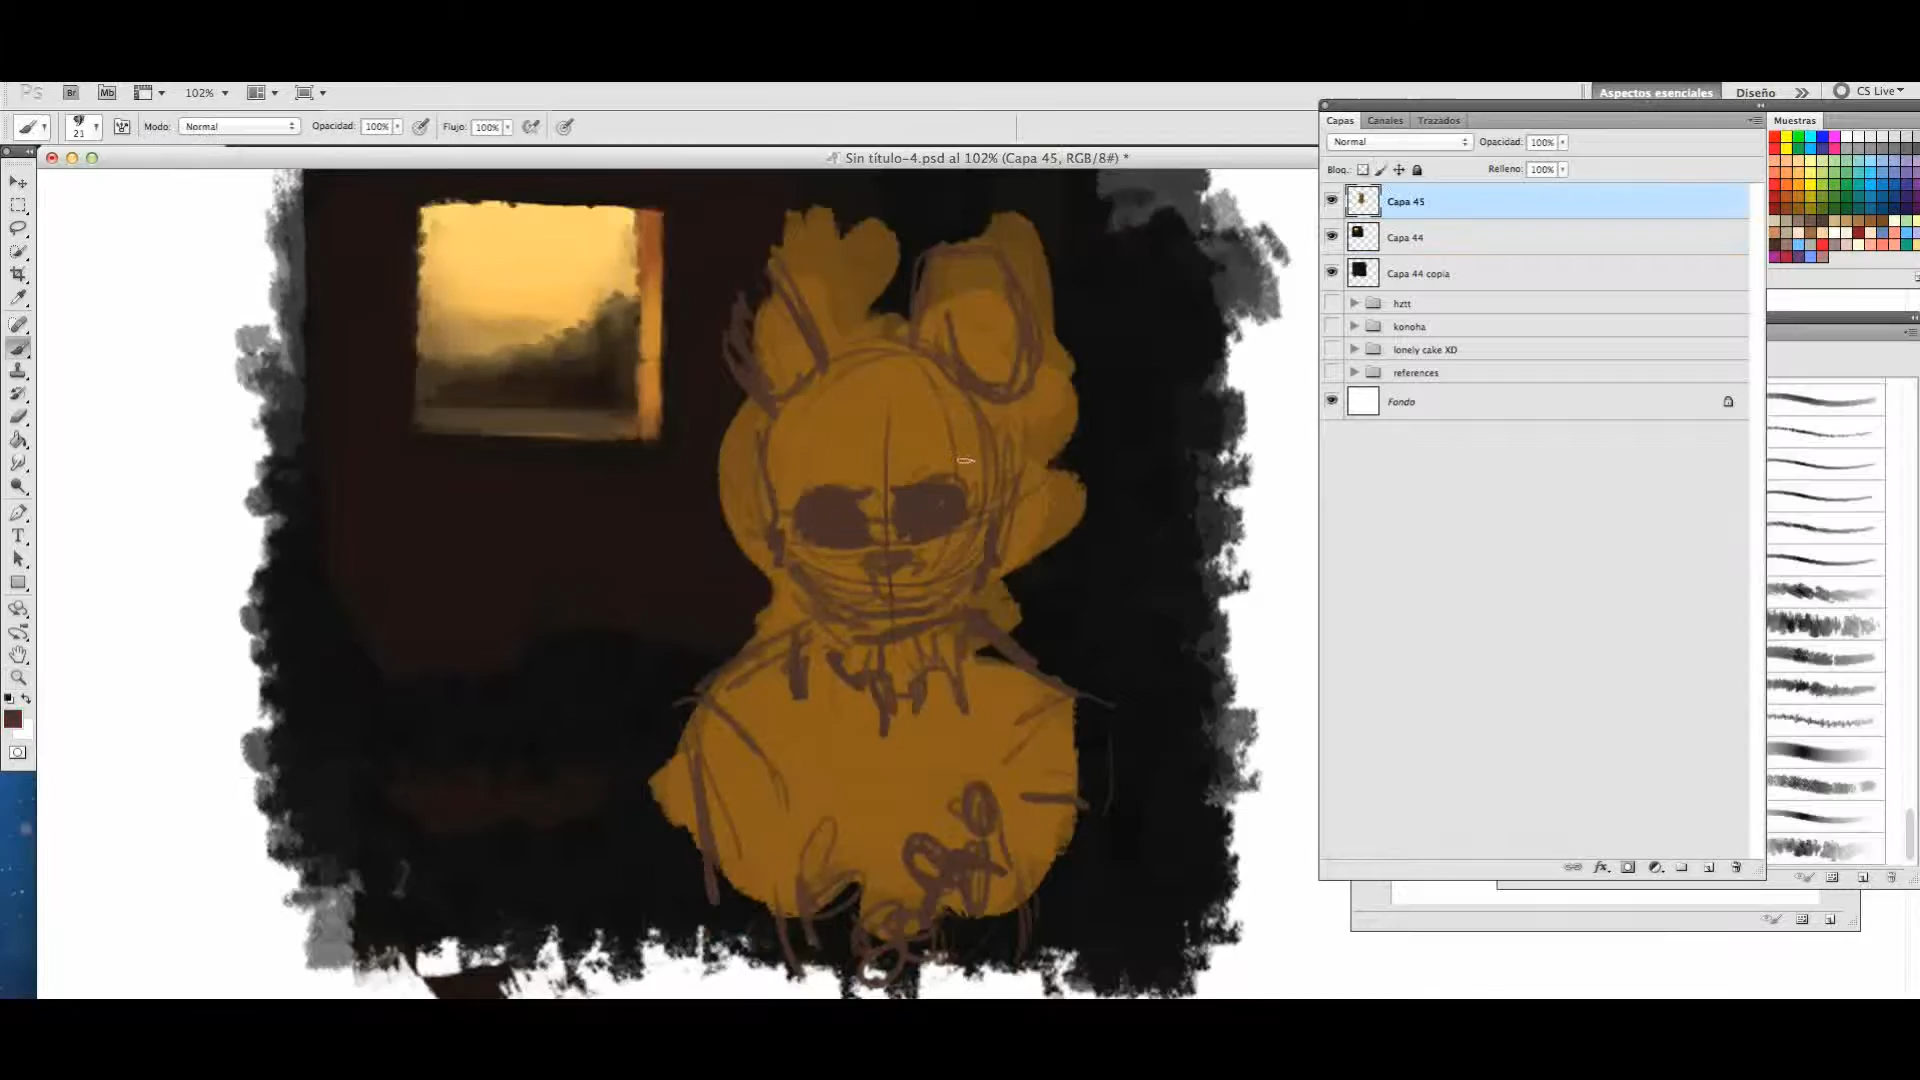 Ps Br Mb 102% Aspectos esenciales Diseño CS Live
21 Modo: Normal Opacidad: 100% Flujo: 100%
Sin título-4.psd al 102% (Capa 45, RGB/8#) *
Capas Canales Trazados
Muestras
Normal Opacidad: 100%
Bloq.: Relleno: 100%
Capa 45
Capa 44
Capa 44 copia
hztt
konoha
lonely cake XD
references
Fondo
fx
T